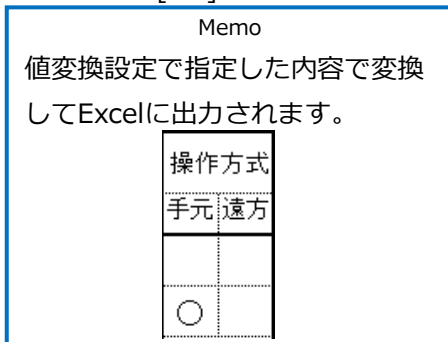 Memo
値変換設定で指定した内容で変換
してExcelに出力されます。
操作方式
手元 遠方
○